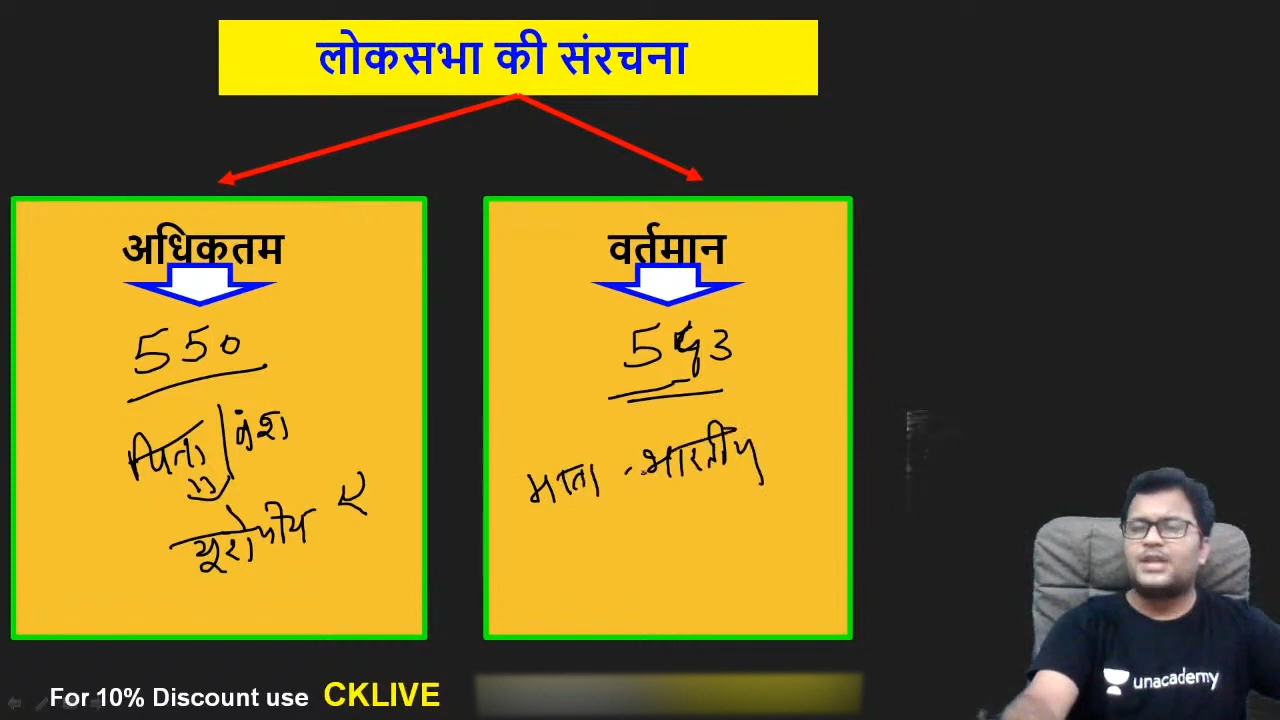 लोकसभा की संरचना
अधिकतम
550
पिता/वंश
यूरोपीय
वर्तमान
543
माता - भारतीय
For 10% Discount use CKLIVE
unacademy